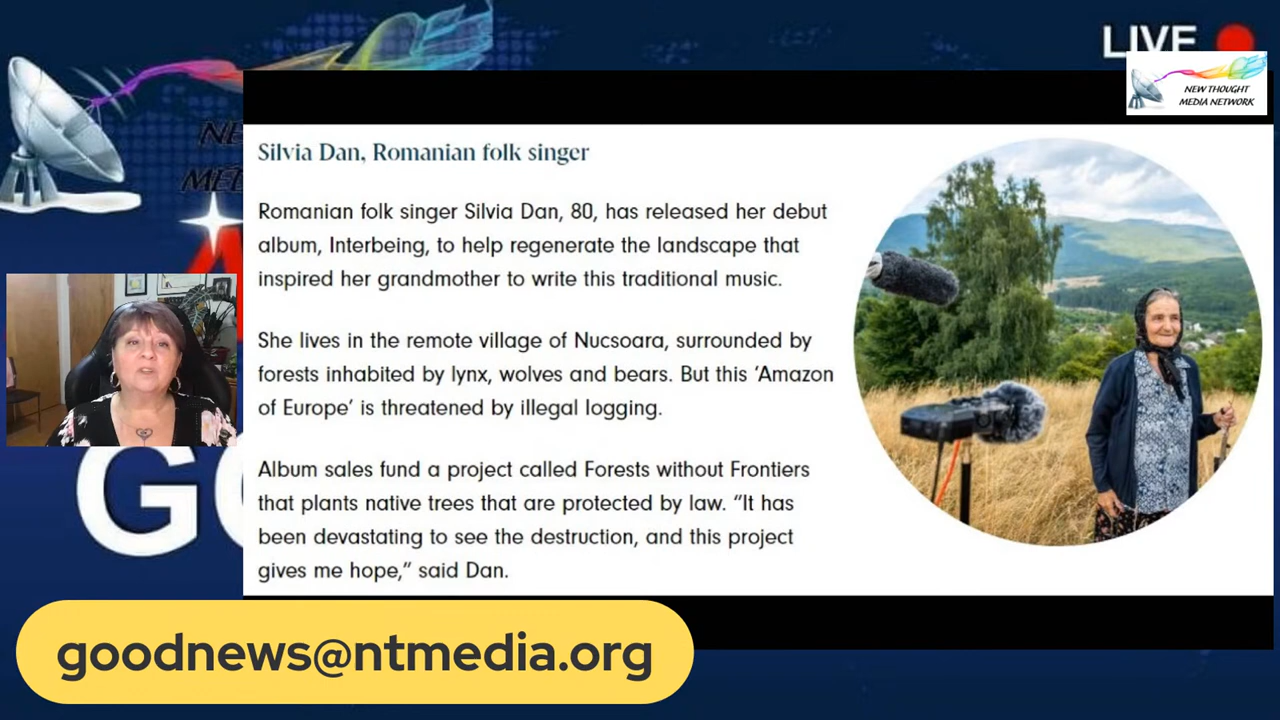 LIVE
NEW THOUGHT
MEDIA NETWORK
NE
MED
A
GO
Silvia Dan, Romanian folk singer
Romanian folk singer Silvia Dan, 80, has released her debut
album, Interbeing, to help regenerate the landscape that
inspired her grandmother to write this traditional music.
She lives in the remote village of Nucsoara, surrounded by
forests inhabited by lynx, wolves and bears. But this ‘Amazon
of Europe’ is threatened by illegal logging.
Album sales fund a project called Forests without Frontiers
that plants native trees that are protected by law. “It has
been devastating to see the destruction, and this project
gives me hope,” said Dan.
goodnews@ntmedia.org